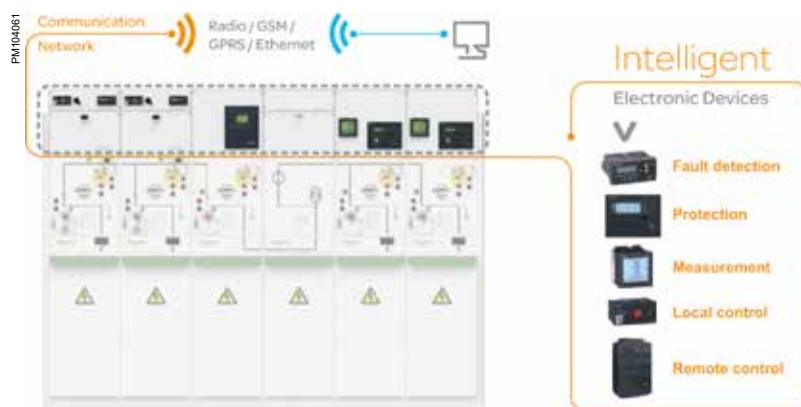 PM104061
Communication
Network
Radio / GSM /
GPRS / Ethernet
Intelligent
Electronic Devices
Fault detection
Protection
Measurement
Local control
Remote control